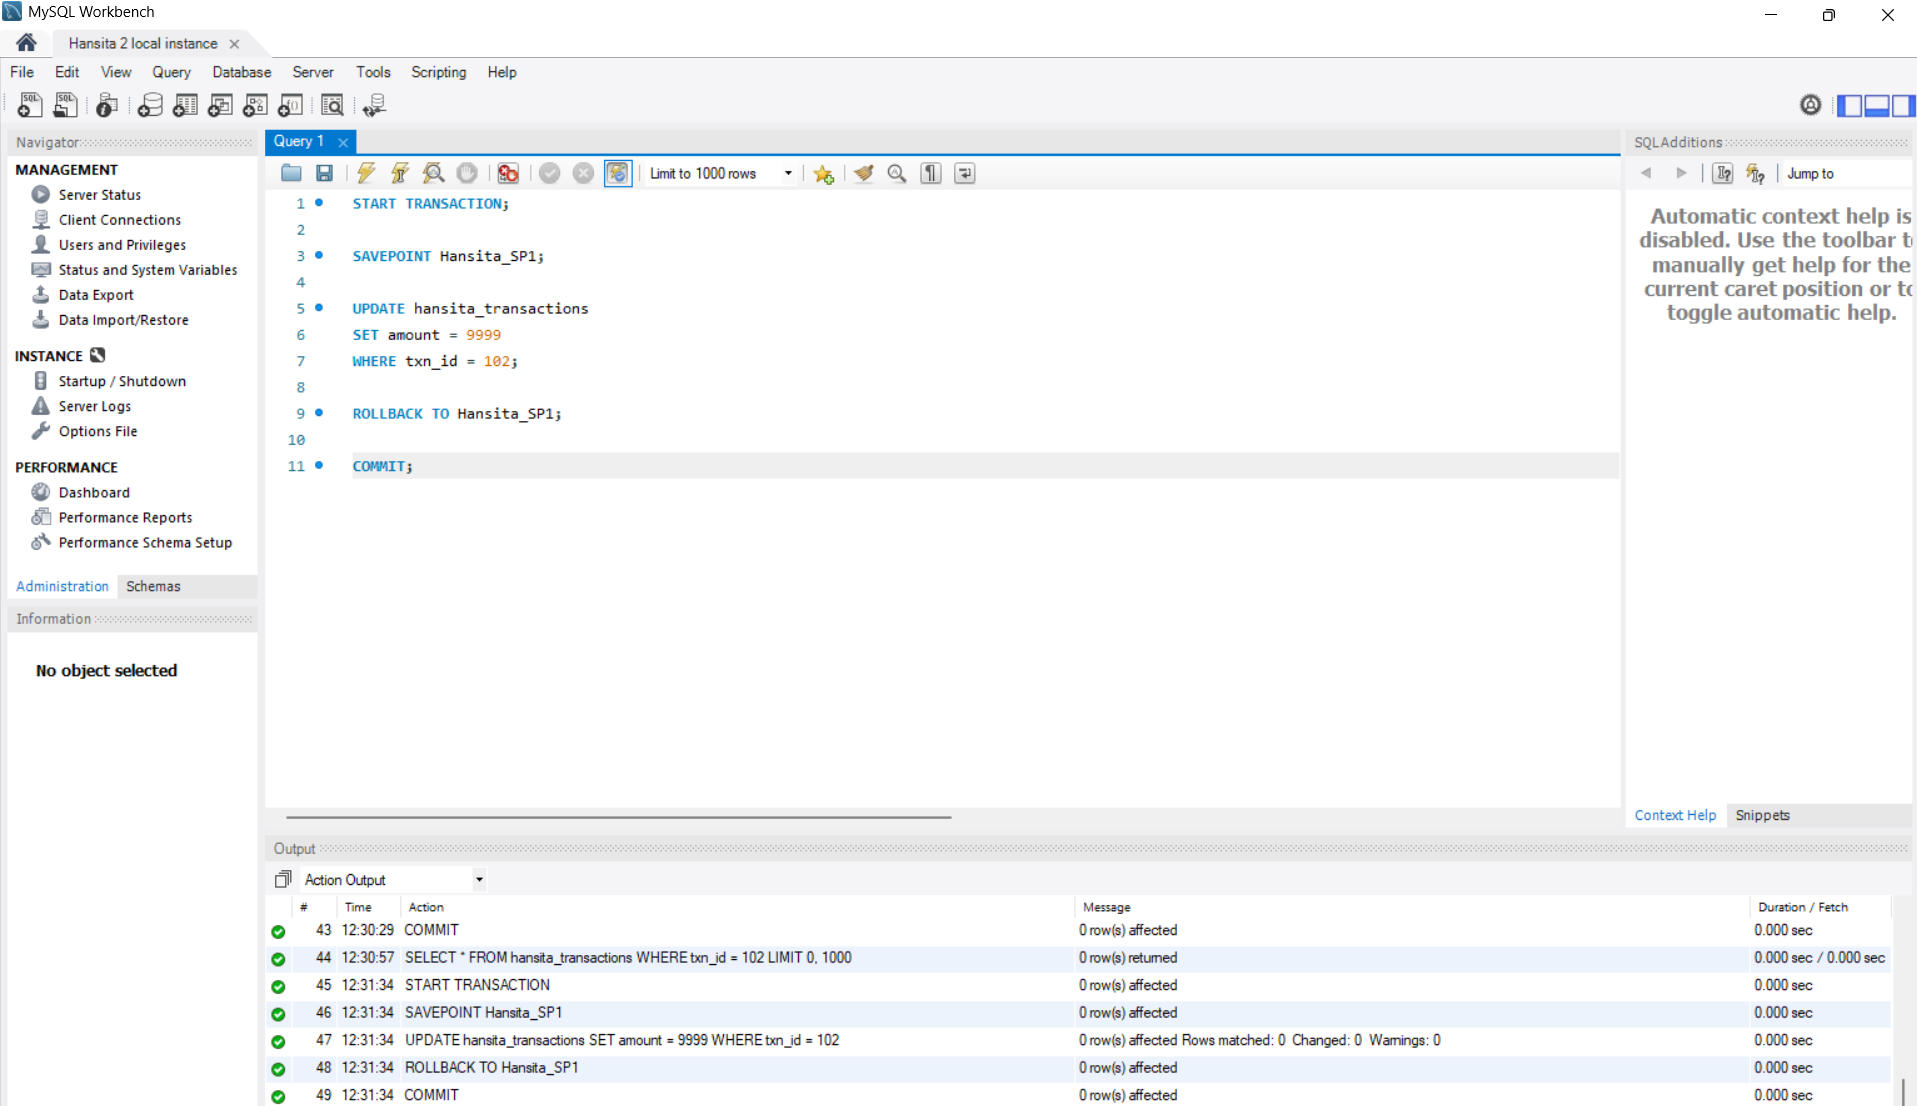 MySQL Workbench
Hansita 2 local instance
File Edit View Query Database Server Tools Scripting Help
Navigator
MANAGEMENT
Server Status
Client Connections
Users and Privileges
Status and System Variables
Data Export
Data Import/Restore
INSTANCE
Startup / Shutdown
Server Logs
Options File
PERFORMANCE
Dashboard
Performance Reports
Performance Schema Setup
Administration Schemas
Information
No object selected
Query 1
Limit to 1000 rows
1 START TRANSACTION;
2
3 SAVEPOINT Hansita_SP1;
4
5 UPDATE hansita_transactions
6 SET amount = 9999
7 WHERE txn_id = 102;
8
9 ROLLBACK TO Hansita_SP1;
10
11 COMMIT;
SQLAdditions
Jump to
Automatic context help is
disabled. Use the toolbar
manually get help for the
current caret position or
toggle automatic help.
Context Help Snippets
Output
Action Output
# Time Action Message Duration / Fetch
43 12:30:29 COMMIT 0 row(s) affected 0.000 sec
44 12:30:57 SELECT * FROM hansita_transactions WHERE txn_id = 102 LIMIT 0, 1000 0 row(s) returned 0.000 sec / 0.000 sec
45 12:31:34 START TRANSACTION 0 row(s) affected 0.000 sec
46 12:31:34 SAVEPOINT Hansita_SP1 0 row(s) affected 0.000 sec
47 12:31:34 UPDATE hansita_transactions SET amount = 9999 WHERE txn_id = 102 0 row(s) affected Rows matched: 0 Changed: 0 Warnings: 0 0.000 sec
48 12:31:34 ROLLBACK TO Hansita_SP1 0 row(s) affected 0.000 sec
49 12:31:34 COMMIT 0 row(s) affected 0.000 sec